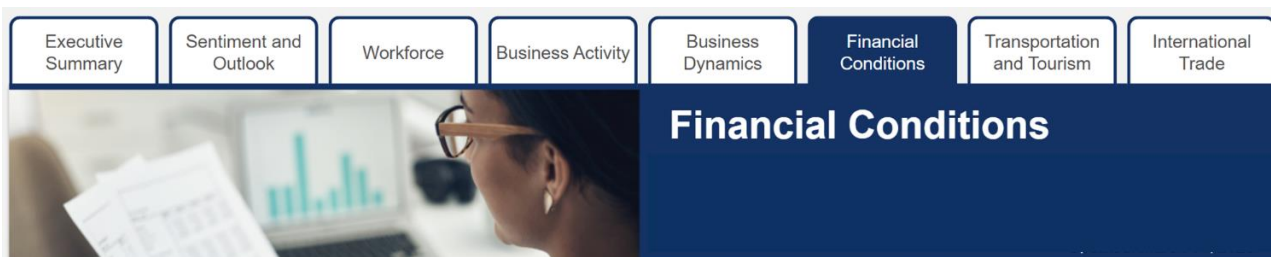 Executive
Summary
Sentiment and
Outlook
Workforce
Business Activity
Business
Dynamics
Financial
Conditions
Transportation
and Tourism
International
Trade
Financial Conditions